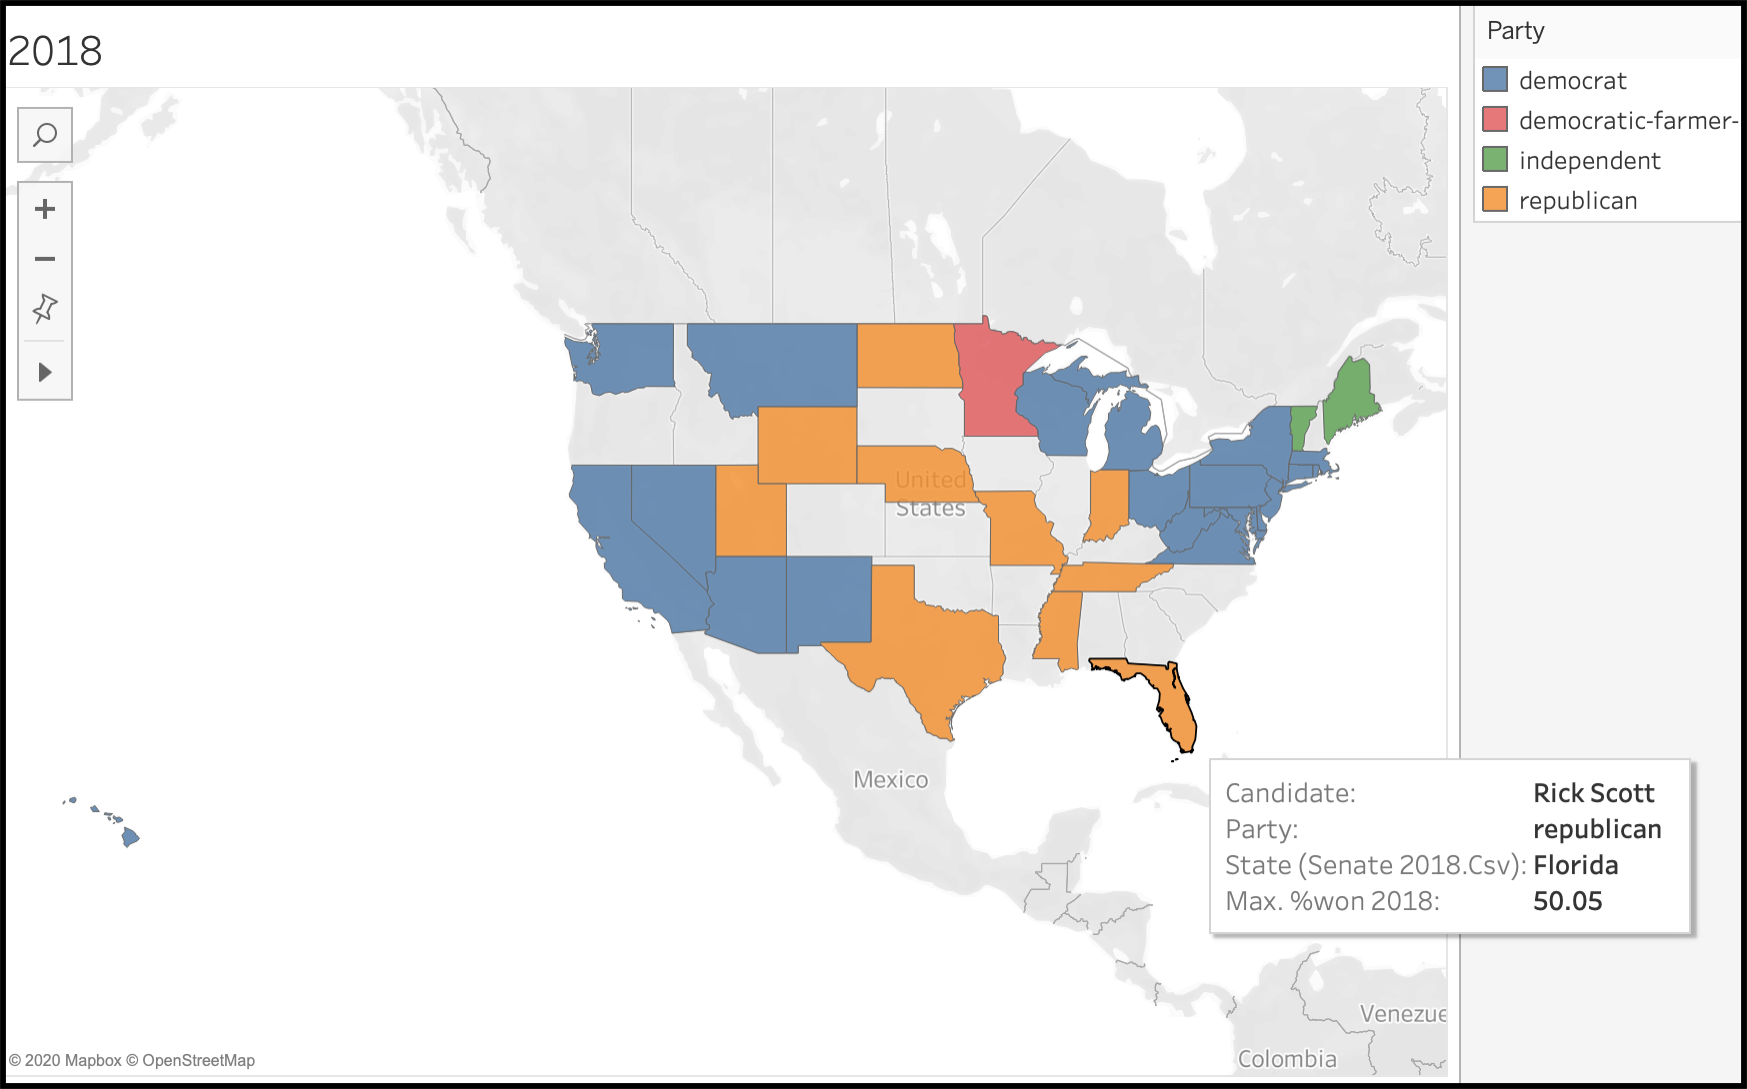 2018
Party
democrat
democratic-farmer-
independent
republican
United
States
Mexico
Candidate: Rick Scott
Party: republican
State (Senate 2018.Csv): Florida
Max. %won 2018: 50.05
Venezue
Colombia
© 2020 Mapbox © OpenStreetMap